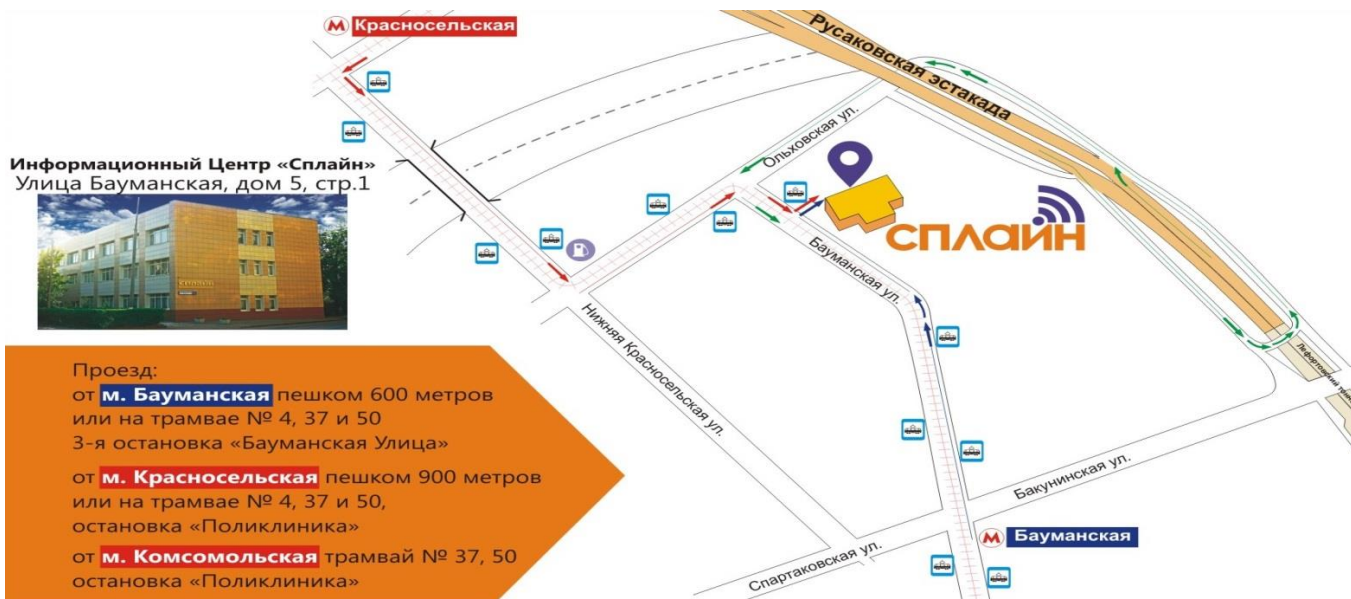 М Красносельская
Русаковская эстакада
Информационный Центр «Сплайн»
Улица Бауманская, дом 5, стр.1
Ольховская ул.
сплайн
Бауманская ул.
Нижняя Красносельская ул.
Проезд:
от м. Бауманская пешком 600 метров
или на трамвае № 4, 37 и 50
3-я остановка «Бауманская Улица»
от м. Красносельская пешком 900 метров
или на трамвае № 4, 37 и 50,
остановка «Поликлиника»
от м. Комсомольская трамвай № 37, 50
остановка «Поликлиника»
Лефортовский
Бакунинская ул.
М Бауманская
Спартаковская ул.